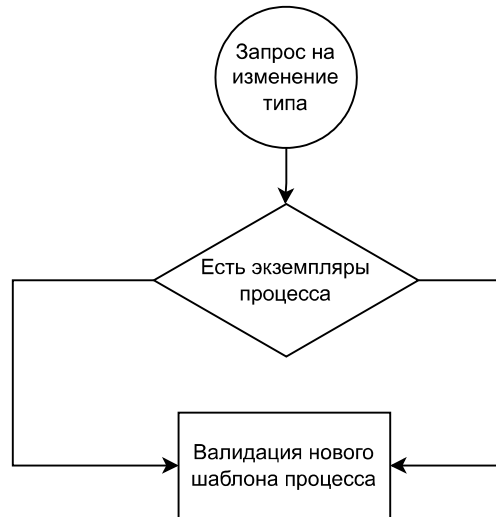 Запрос на
изменение
типа
Есть экземпляры
процесса
Валидация нового
шаблона процесса